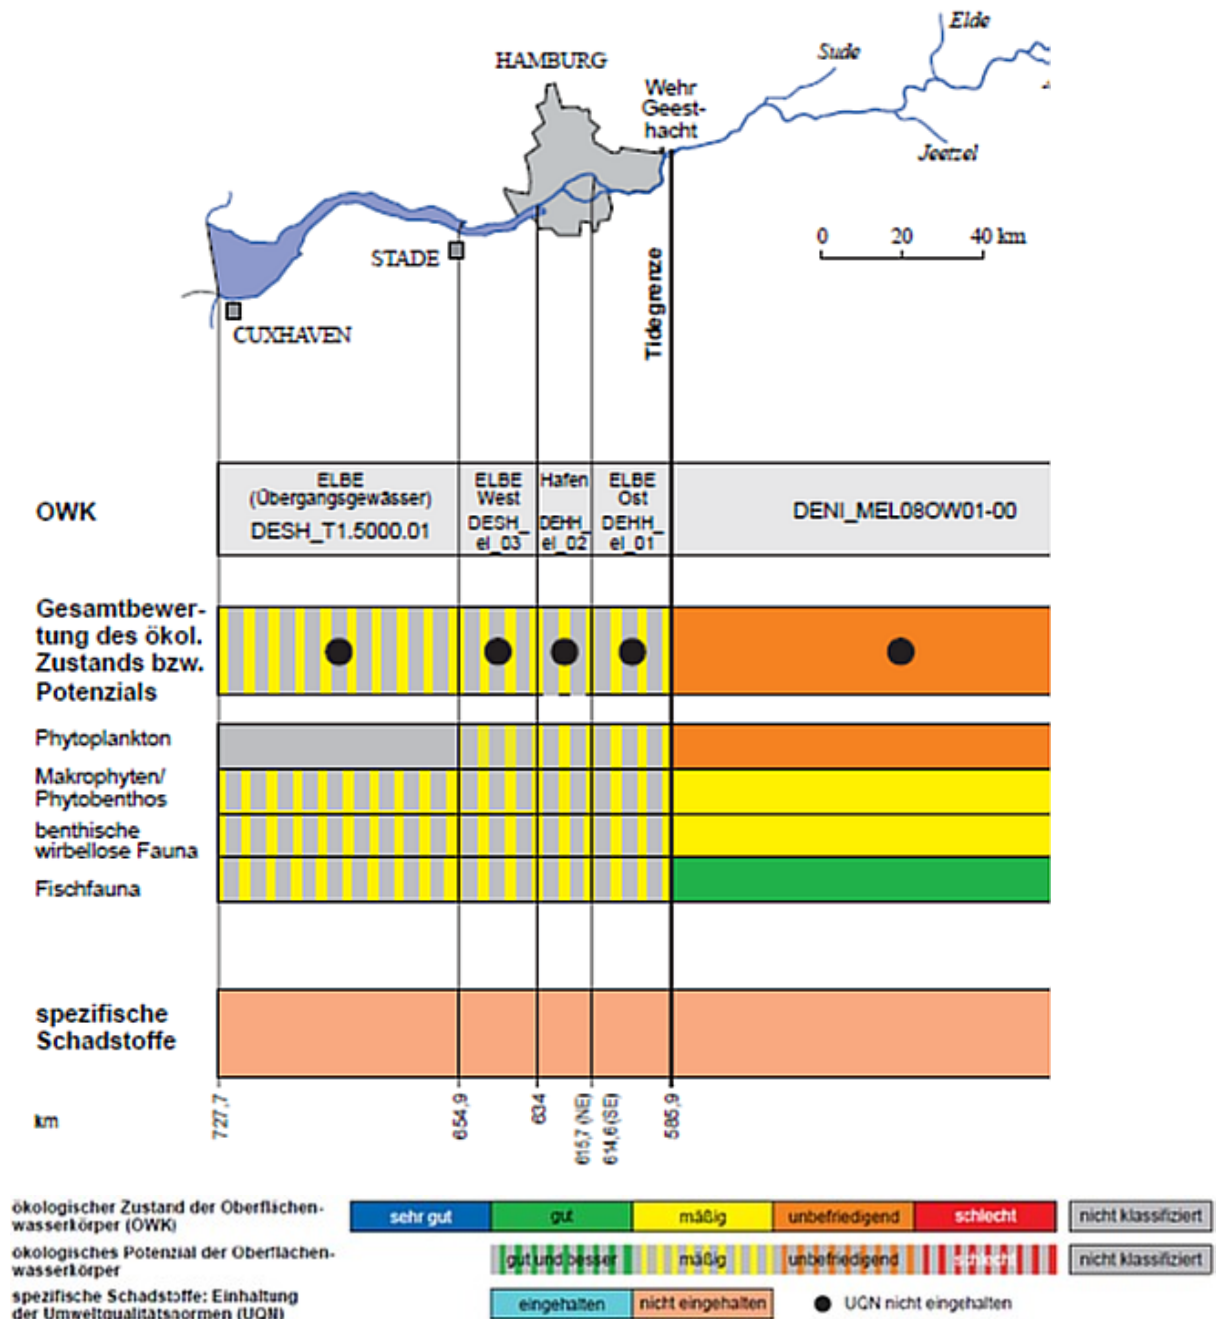 Elde
Sude
HAMBURG
Wehr
Geest-
hacht
Jeetzel
0 20 40 km
STADE
Tidegrenze
CUXHAVEN
OWK
ELBE
(Übergangsgewässer)
DESH_T1.5000.01
ELBE
West
DESH_
el_03
Hafen
DEHH_
el_02
ELBE
Ost
DEHH_
el_01
DENI_MEL08OW01-00
Gesamtbewer-
tung des ökol.
Zustands bzw.
Potenzials
Phytoplankton
Makrophyten/
Phytobenthos
benthische
wirbellose Fauna
Fischfauna
spezifische
Schadstoffe
km
727,7
654,9
634
615,7 (NE)
614,6 (SE)
585,9
ökologischer Zustand der Oberflächen-
wasserkörper (OWK)
sehr gut
gut
mäßig
unbefriedigend
schlecht
nicht klassifiziert
ökologisches Potenzial der Oberflächen-
wasserkörper
gut und besser
mäßig
unbefriedigend
schlecht
nicht klassifiziert
spezifische Schadstoffe: Einhaltung
der Umweltqualitätsnormen (UQN)
eingehalten
nicht eingehalten
UQN nicht eingehalten